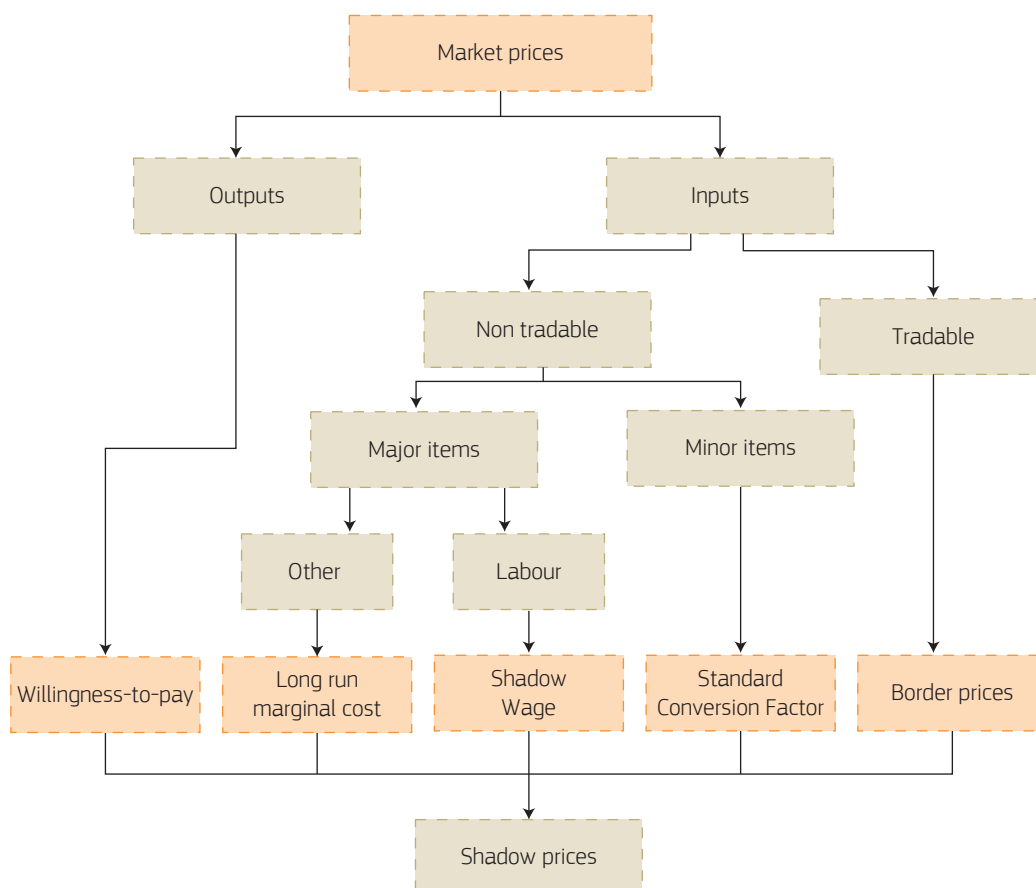 Market prices
Outputs
Inputs
Non tradable
Tradable
Major items
Minor items
Other
Labour
Willingness-to-pay
Long run
marginal cost
Shadow
Wage
Standard
Conversion Factor
Border prices
Shadow prices